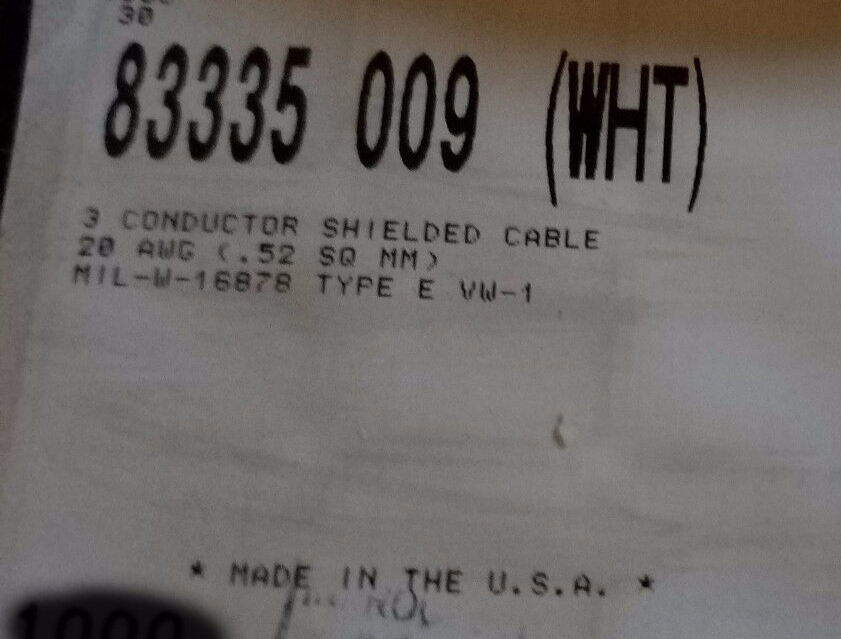 30
83335 009 (WHT)
3 CONDUCTOR SHIELDED CABLE
20 AWG (.52 SQ MM)
MIL-W-16878 TYPE E VW-1
* MADE IN THE U.S.A. *
1000